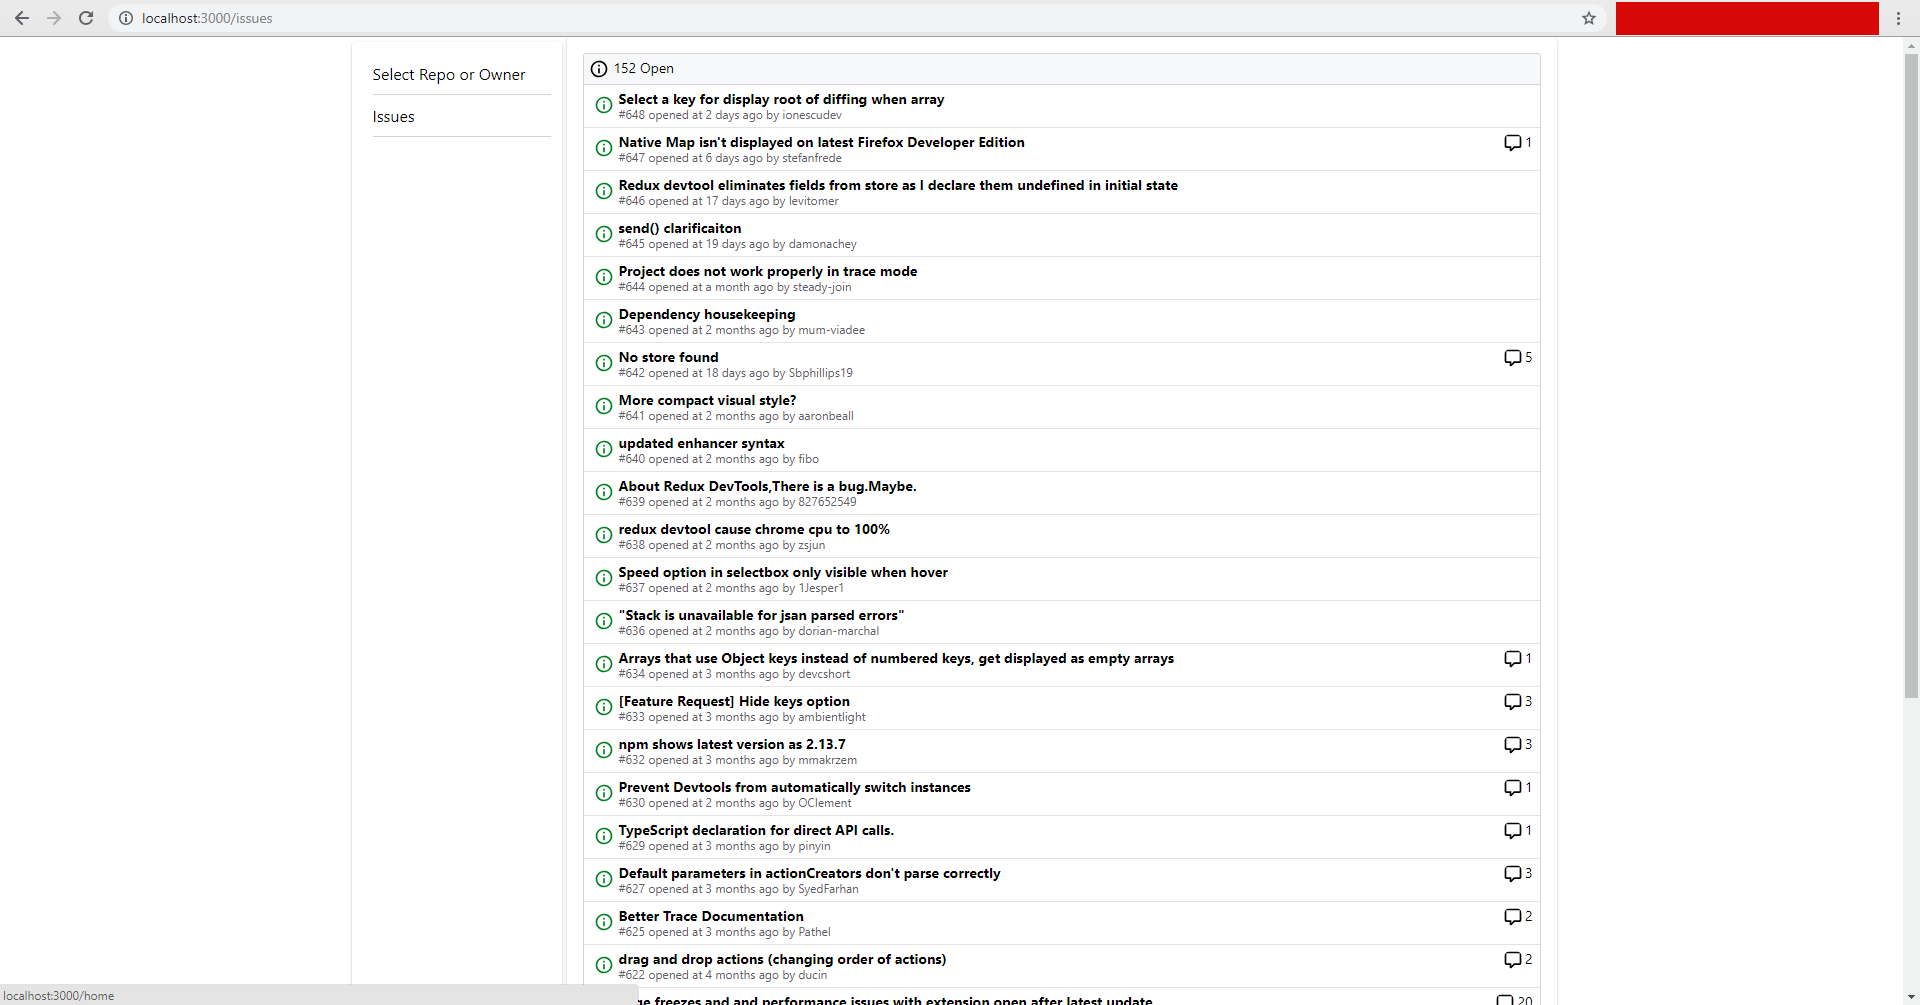 localhost:3000/issues
Select Repo or Owner
Issues
152 Open
Select a key for display root of diffing when array
#648 opened at 2 days ago by ionescudev
Native Map isn't displayed on latest Firefox Developer Edition
1
#647 opened at 6 days ago by stefanfrede
Redux devtool eliminates fields from store as I declare them undefined in initial state
#646 opened at 17 days ago by levitomer
send() clarificaiton
#645 opened at 19 days ago by damonachey
Project does not work properly in trace mode
#644 opened at a month ago by steady-join
Dependency housekeeping
#643 opened at 2 months ago by mum-viadee
No store found
5
#642 opened at 18 days ago by Sbphillips19
More compact visual style?
#641 opened at 2 months ago by aaronbeall
updated enhancer syntax
#640 opened at 2 months ago by fibo
About Redux DevTools,There is a bug.Maybe.
#639 opened at 2 months ago by 827652549
redux devtool cause chrome cpu to 100%
#638 opened at 2 months ago by zsjun
Speed option in selectbox only visible when hover
#637 opened at 2 months ago by 1Jesper1
"Stack is unavailable for jsan parsed errors"
#636 opened at 2 months ago by dorian-marchal
Arrays that use Object keys instead of numbered keys, get displayed as empty arrays
1
#634 opened at 3 months ago by devcshort
[Feature Request] Hide keys option
3
#633 opened at 3 months ago by ambientlight
npm shows latest version as 2.13.7
3
#632 opened at 3 months ago by mmakrzem
Prevent Devtools from automatically switch instances
1
#630 opened at 2 months ago by OClement
TypeScript declaration for direct API calls.
1
#629 opened at 3 months ago by pinyin
Default parameters in actionCreators don't parse correctly
3
#627 opened at 3 months ago by SyedFarhan
Better Trace Documentation
2
#625 opened at 3 months ago by Pathel
drag and drop actions (changing order of actions)
2
#622 opened at 4 months ago by ducin
freezes and and performance issues with extension open after latest update
20
localhost:3000/home